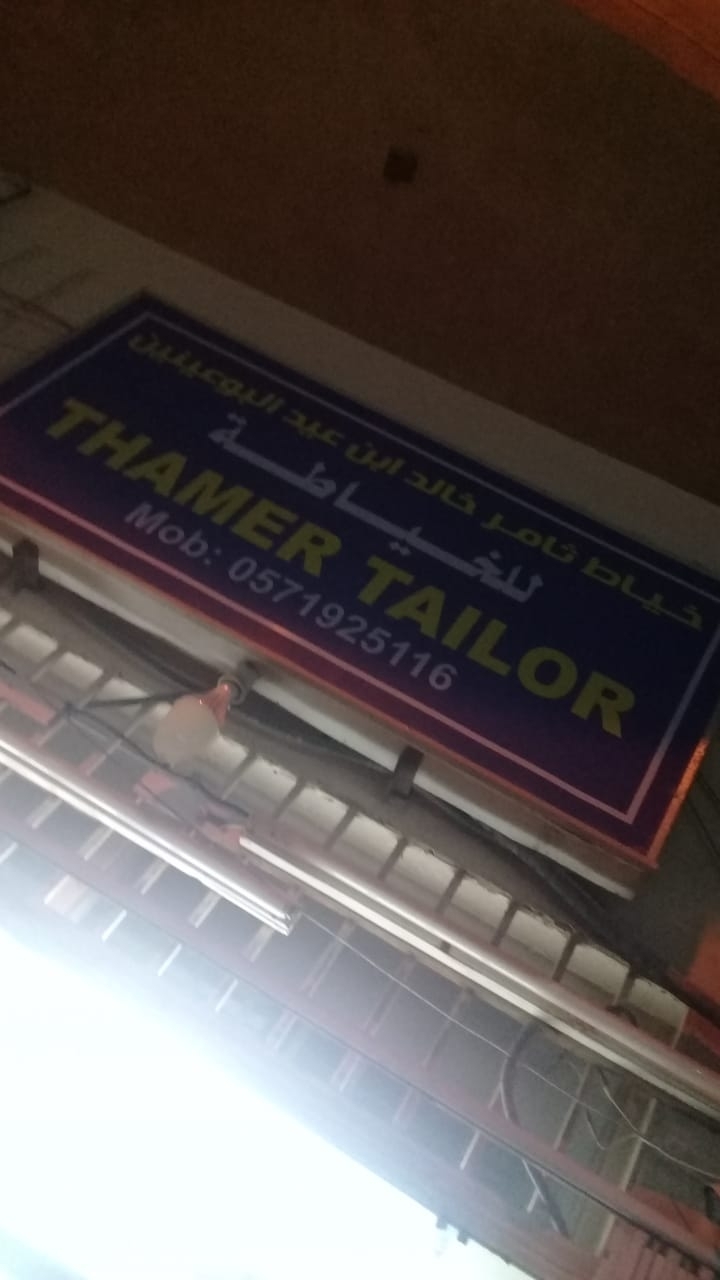 خياط ثامر خالد ابن عيد البوعينين
للخياطة
THAMER TAILOR
Mob: 0571925116